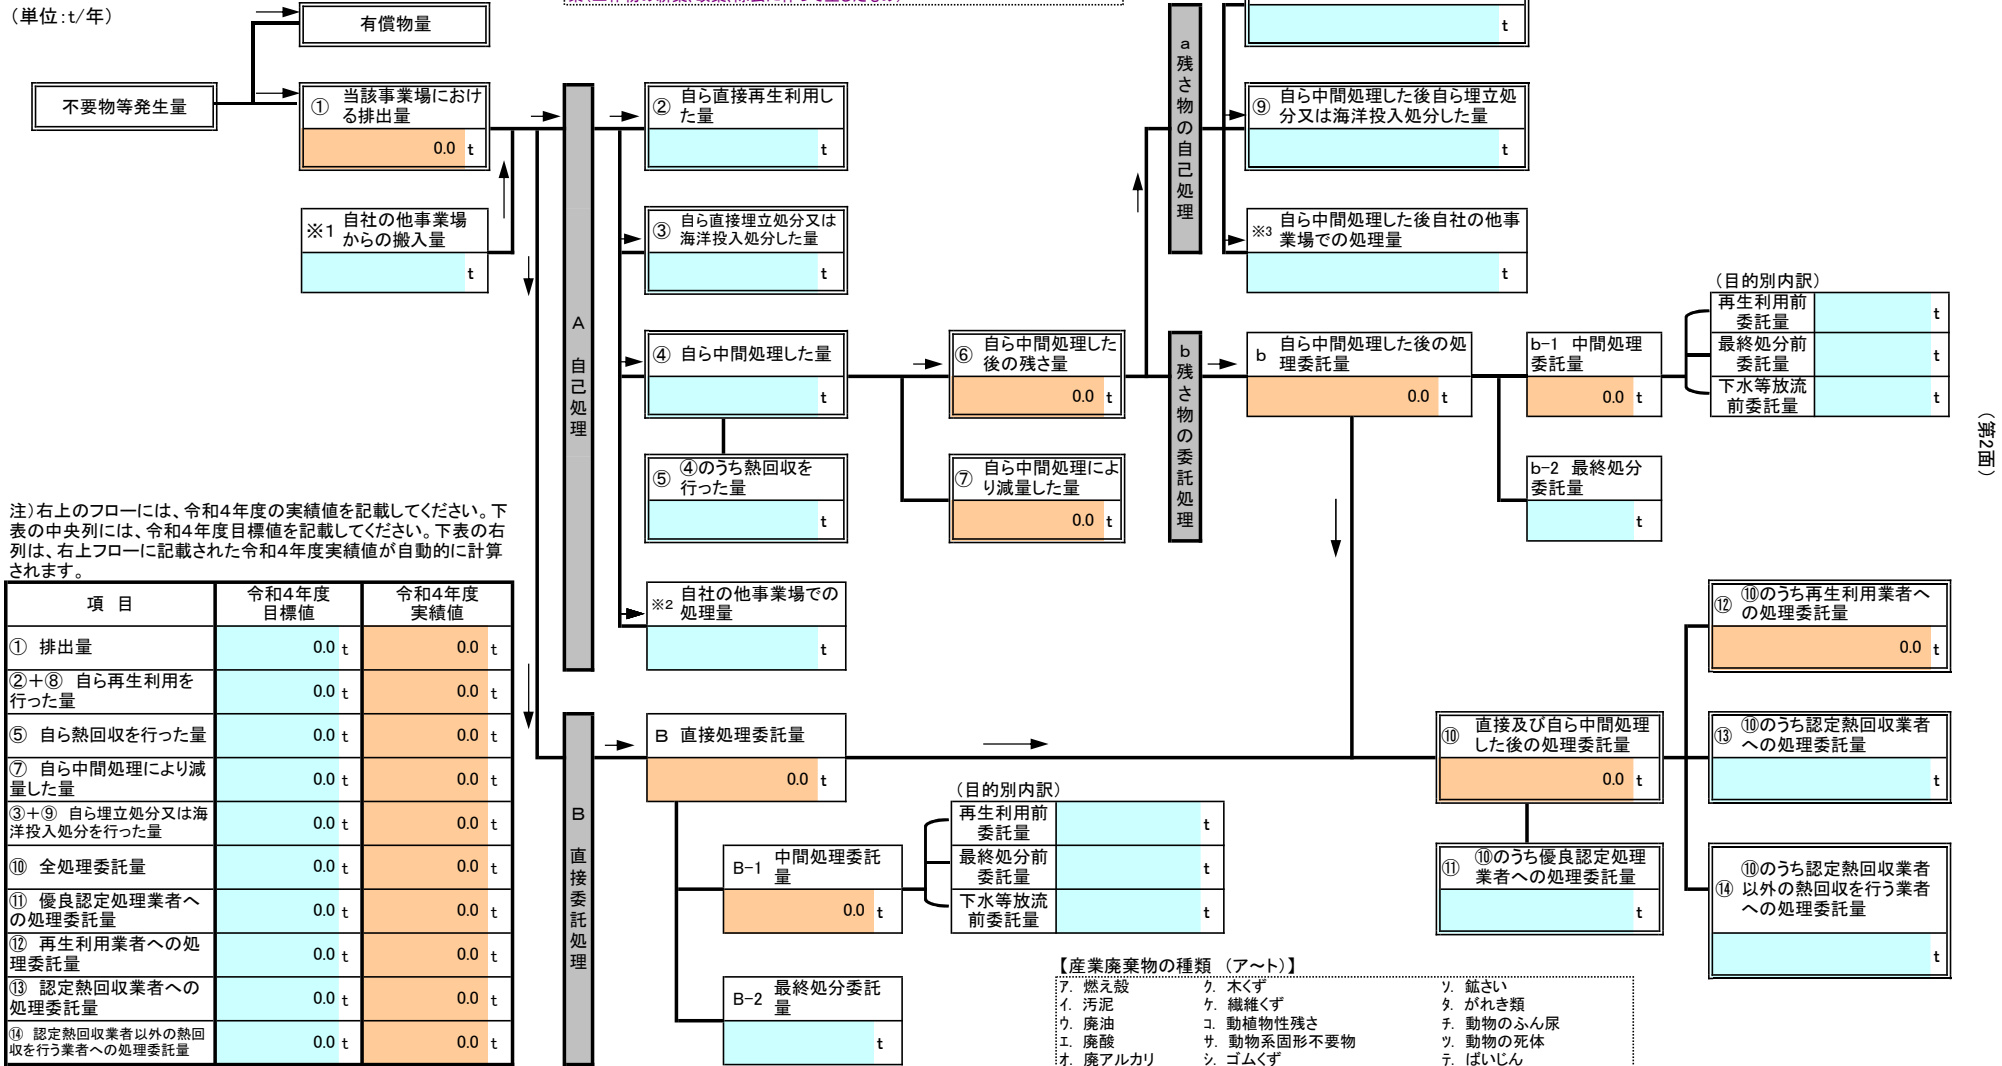 （単位：t/年）
有償物量
不要物等発生量
① 当該事業場におけ
る排出量
0.0 t
※1 自社の他事業場
からの搬入量
t
A 自己処理
② 自ら直接再生利用し
た量
t
③ 自ら直接埋立処分又は
海洋投入処分した量
t
④ 自ら中間処理した量
t
⑤ ④のうち熱回収を
行った量
t
※2 自社の他事業場での
処理量
t
⑥ 自ら中間処理した
後の残さ量
0.0 t
⑦ 自ら中間処理によ
り減量した量
0.0 t
a 残さ物の自己処理
t
⑨ 自ら中間処理した後自ら埋立処
分又は海洋投入処分した量
t
※3 自ら中間処理した後自社の他事
業場での処理量
t
b 残さ物の委託処理
b 自ら中間処理した後の処
理委託量
0.0 t
b-1 中間処理
委託量
0.0 t
b-2 最終処分
委託量
t
（目的別内訳）
再生利用前
委託量
t
最終処分前
委託量
t
下水等放流
前委託量
t
（第2面）
注）右上のフローには、令和４年度の実績値を記載してください。下
表の中央列には、令和４年度目標値を記載してください。下表の右
列は、右上フローに記載された令和４年度実績値が自動的に計算
されます。
項 目
令和４年度
目標値
令和４年度
実績値
① 排出量 0.0 t 0.0 t
②＋⑧ 自ら再生利用を
行った量 0.0 t 0.0 t
⑤ 自ら熱回収を行った量 0.0 t 0.0 t
⑦ 自ら中間処理により減
量した量 0.0 t 0.0 t
③＋⑨ 自ら埋立処分又は海
洋投入処分を行った量 0.0 t 0.0 t
⑩ 全処理委託量 0.0 t 0.0 t
⑪ 優良認定処理業者へ
の処理委託量 0.0 t 0.0 t
⑫ 再生利用業者への処
理委託量 0.0 t 0.0 t
⑬ 認定熱回収業者への
処理委託量 0.0 t 0.0 t
⑭ 認定熱回収業者以外の熱回
収を行う業者への処理委託量 0.0 t 0.0 t
B 直接委託処理
B 直接処理委託量
0.0 t
B-1 中間処理委託
量
0.0 t
B-2 最終処分委託
量
t
（目的別内訳）
再生利用前
委託量
t
最終処分前
委託量
t
下水等放流
前委託量
t
⑩ 直接及び自ら中間処理
した後の処理委託量
0.0 t
⑪ ⑩のうち優良認定処理
業者への処理委託量
t
⑫ ⑩のうち再生利用業者へ
の処理委託量
0.0 t
⑬ ⑩のうち認定熱回収業者
への処理委託量
t
⑭ ⑩のうち認定熱回収業者
以外の熱回収を行う業者
への処理委託量
t
【産業廃棄物の種類 （ア～ト）】
ア. 燃え殻 ク. 木くず ソ. 鉱さい
イ. 汚泥 ケ. 繊維くず タ. がれき類
ウ. 廃油 コ. 動植物性残さ チ. 動物のふん尿
エ. 廃酸 サ. 動物系固形不要物 ツ. 動物の死体
オ. 廃アルカリ シ. ゴムくず テ. ばいじん